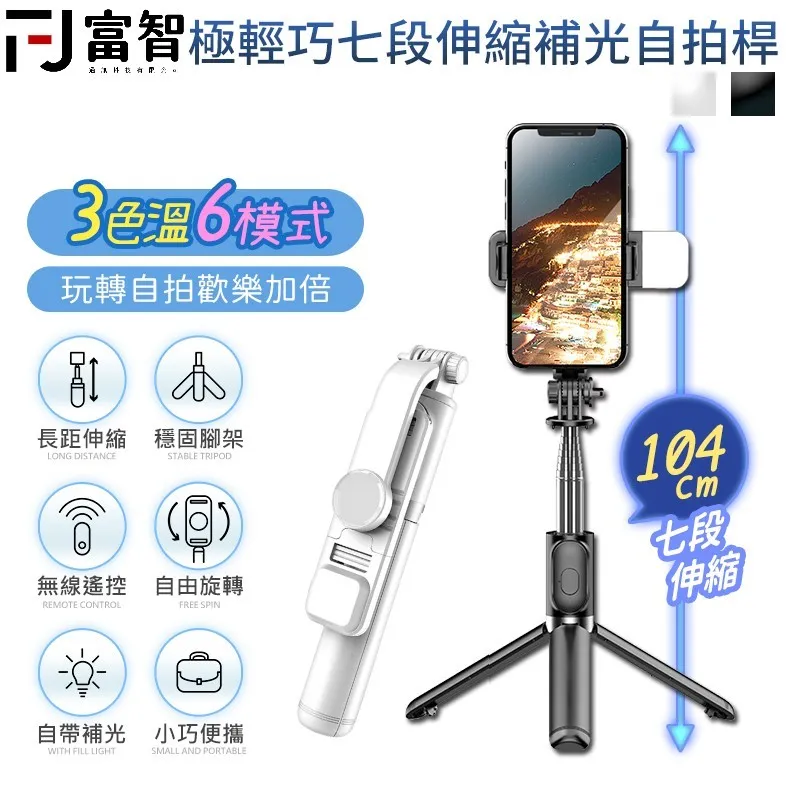 富智
極輕巧七段伸縮補光自拍桿
3色溫6模式
玩轉自拍歡樂加倍
長距伸縮
LONG DISTANCE
穩固腳架
STABLE TRIPOD
無線遙控
REMOTE CONTROL
自由旋轉
FREE SPIN
自帶補光
WITH FILL LIGHT
小巧便攜
SMALL AND PORTABLE
104
cm
七段
伸縮